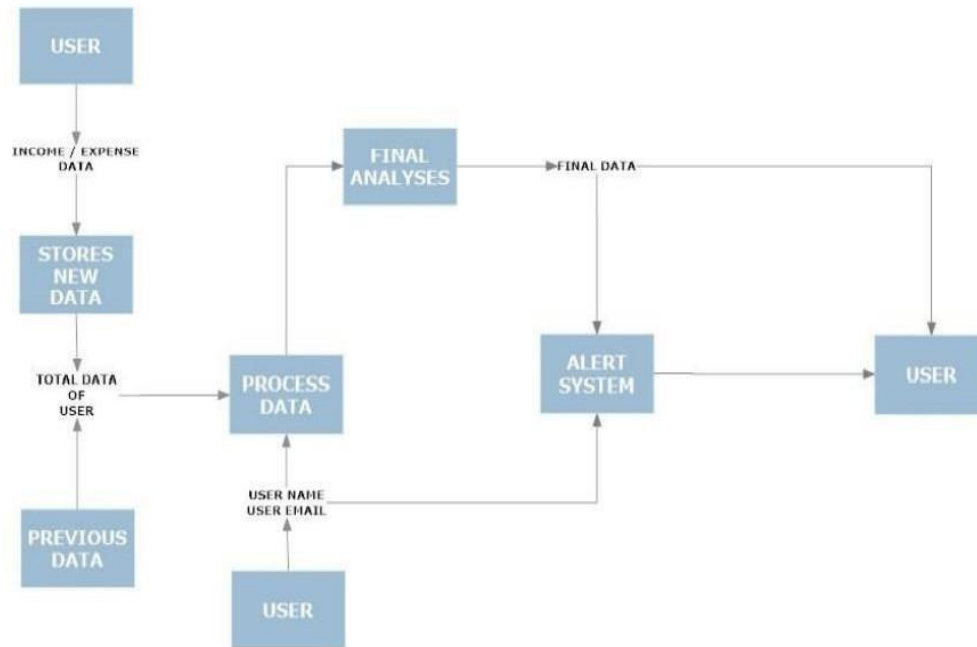 USER
INCOME / EXPENSE
DATA
FINAL
ANALYSES
FINAL DATA
STORES
NEW
DATA
TOTAL DATA
OF
USER
PROCESS
DATA
ALERT
SYSTEM
USER
USER NAME
USER EMAIL
PREVIOUS
DATA
USER